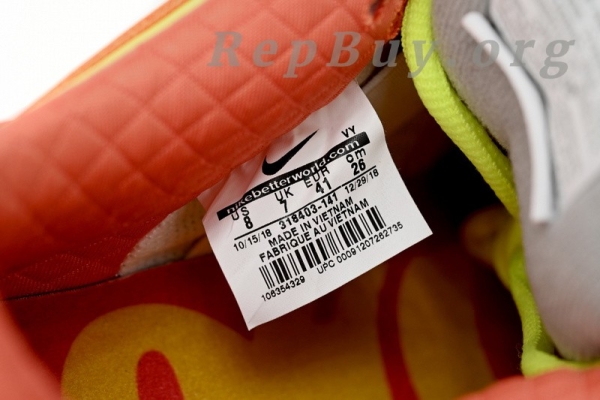 RepBuy.org
VY
nikebetterworld.com
US UK EUR cm
8 7 41 26
10/15/18 318403-141 12/29/18
MADE IN VIETNAM
FABRIQUE AU VIETNAM
106354329 UPC 00091207262735